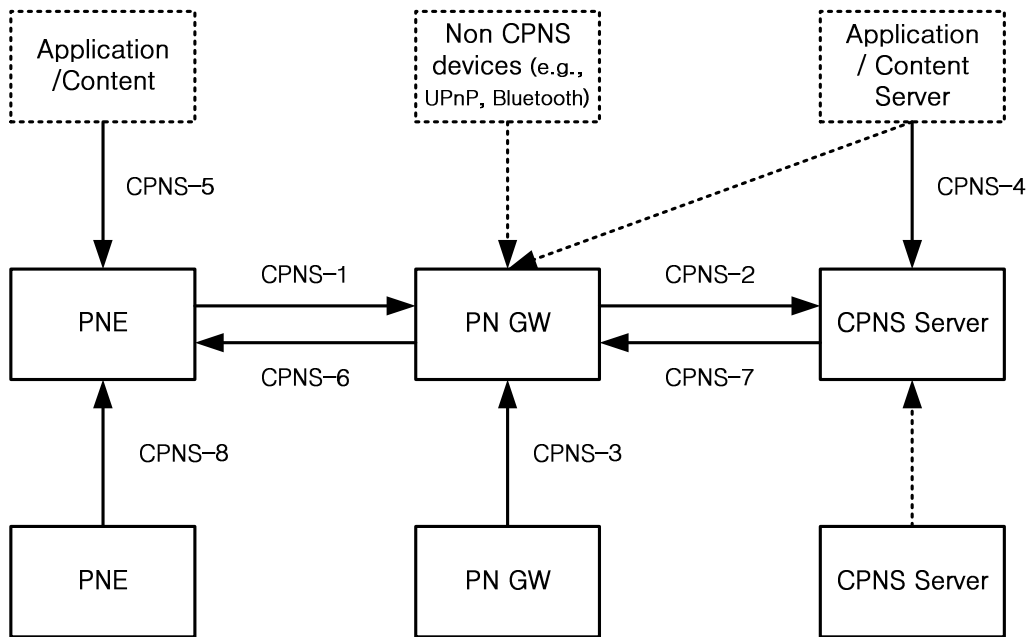 Application
/Content
Non CPNS
devices (e.g.,
UPnP, Bluetooth)
Application
/ Content
Server
CPNS-5
CPNS-4
CPNS-1
CPNS-2
PNE
PN GW
CPNS Server
CPNS-6
CPNS-7
CPNS-8
CPNS-3
PNE
PN GW
CPNS Server